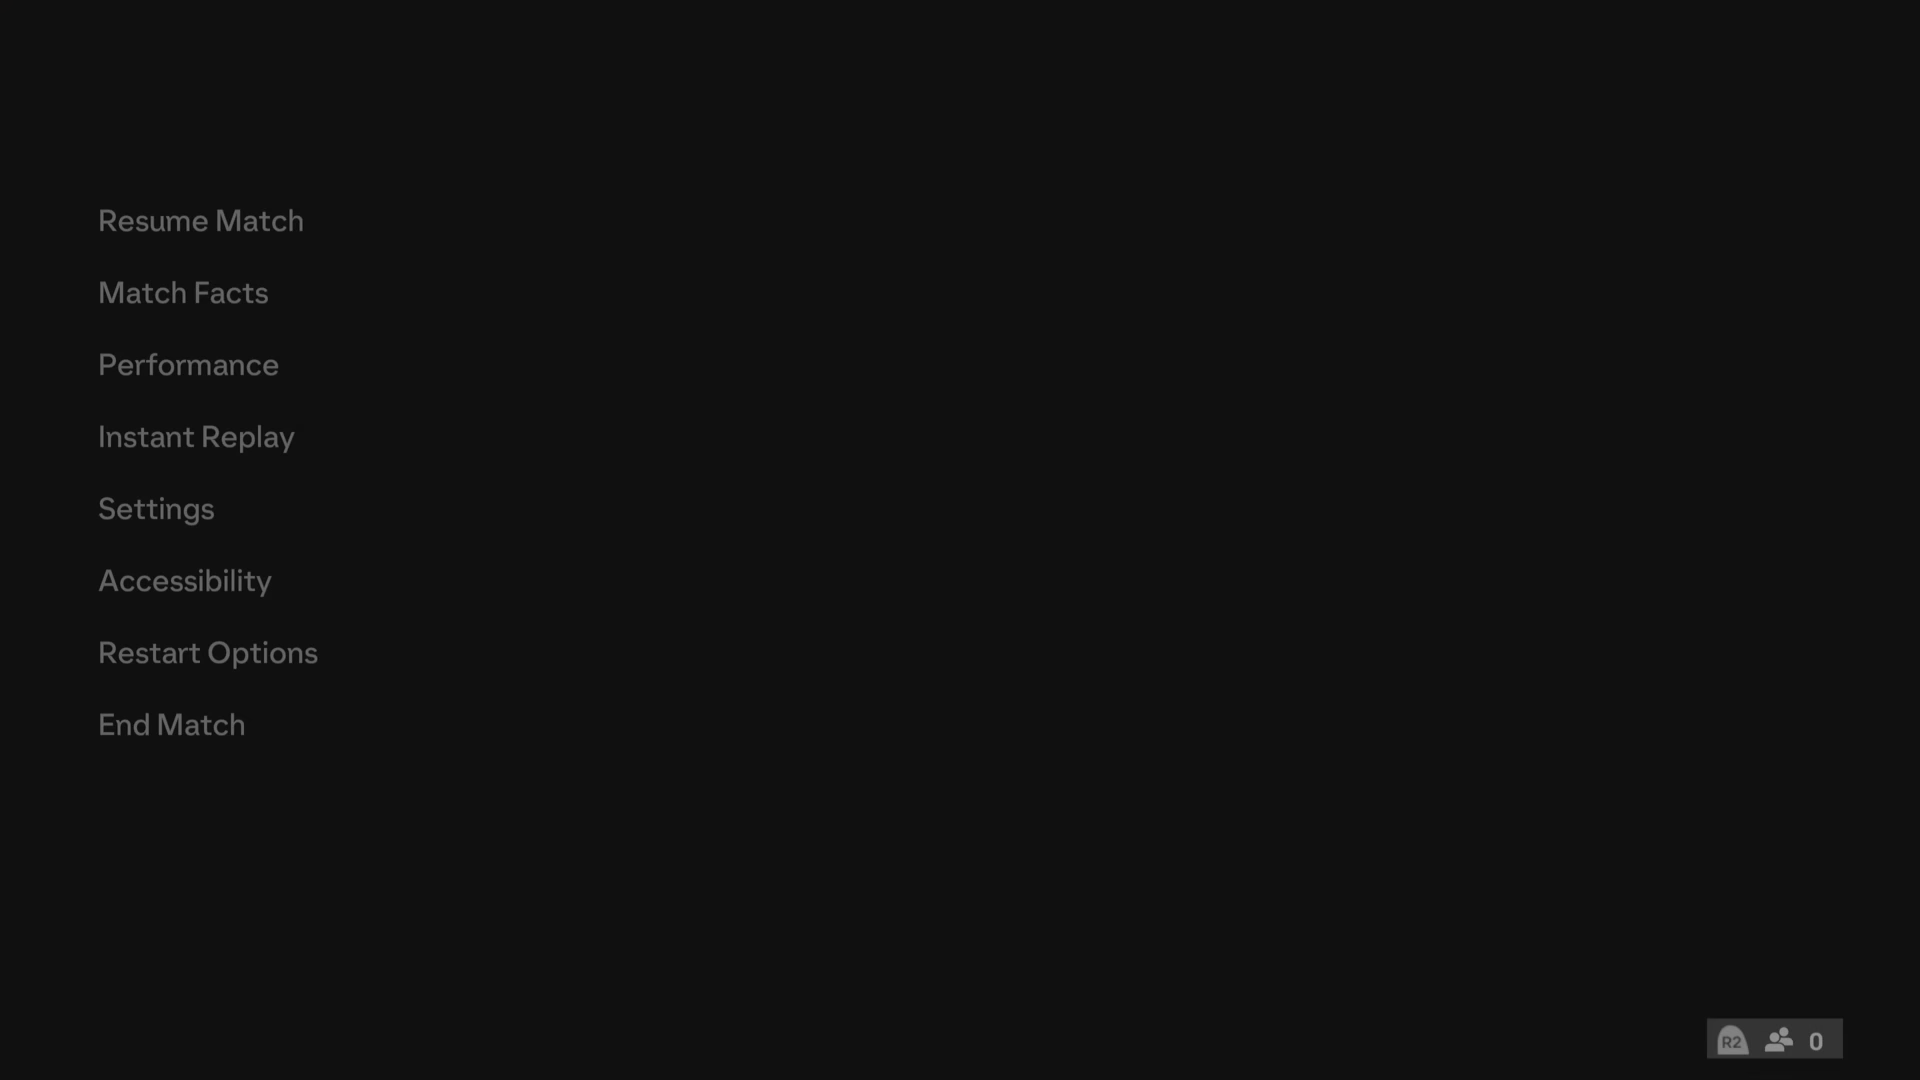 Resume Match
Match Facts
Performance
Instant Replay
Settings
Accessibility
Restart Options
End Match
R2 0